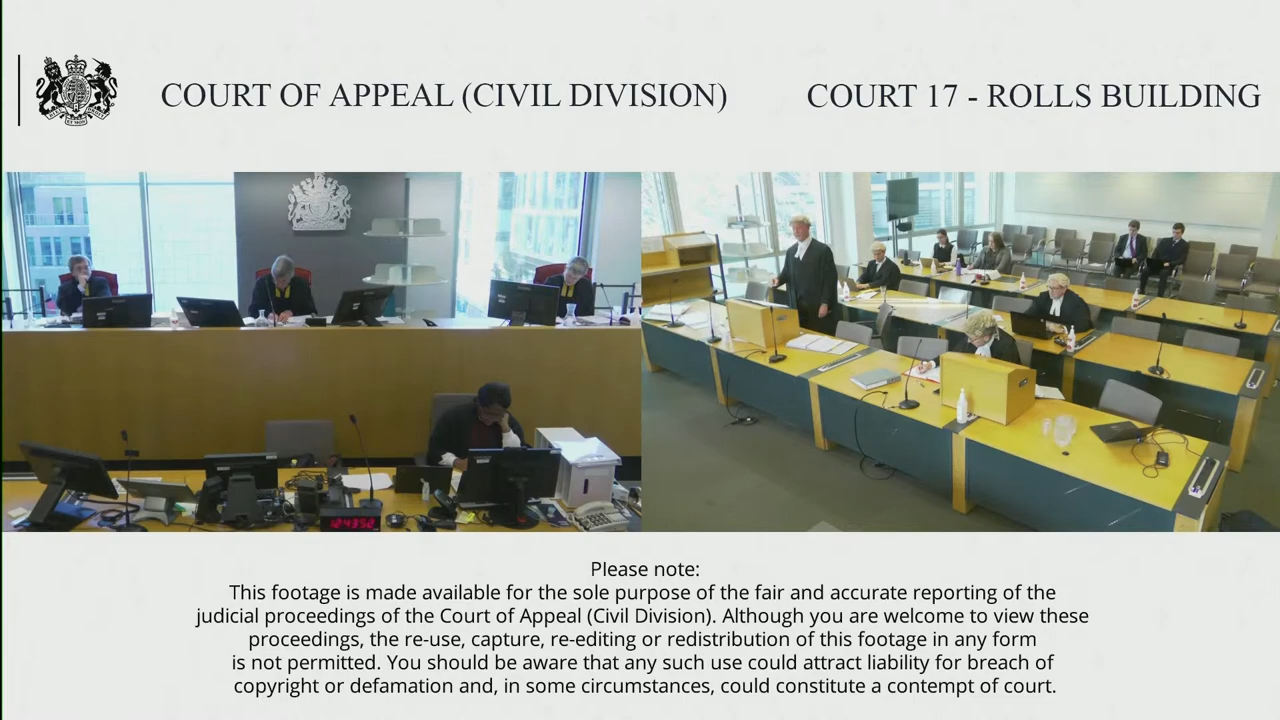 COURT OF APPEAL (CIVIL DIVISION)
COURT 17 - ROLLS BUILDING
12:43:50
Please note:
This footage is made available for the sole purpose of the fair and accurate reporting of the
judicial proceedings of the Court of Appeal (Civil Division). Although you are welcome to view these
proceedings, the re-use, capture, re-editing or redistribution of this footage in any form
is not permitted. You should be aware that any such use could attract liability for breach of
copyright or defamation and, in some circumstances, could constitute a contempt of court.